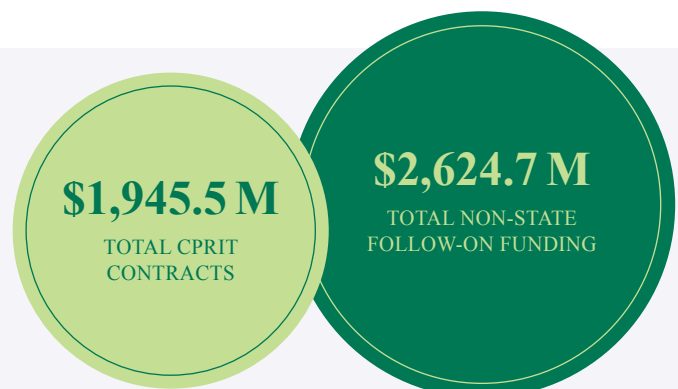 $1,945.5 M
TOTAL CPRIT
CONTRACTS
$2,624.7 M
TOTAL NON-STATE
FOLLOW-ON FUNDING